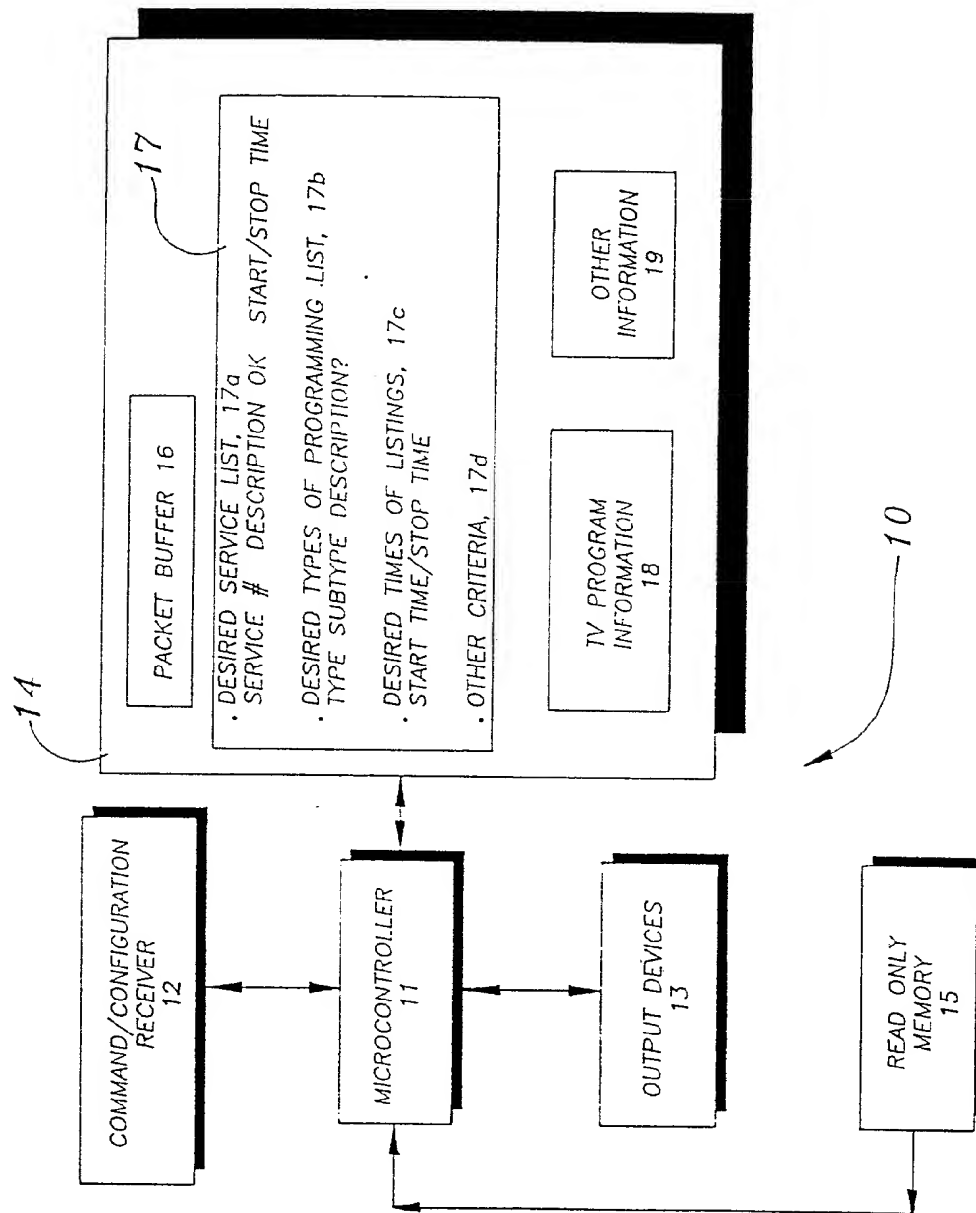 COMMAND/CONFIGURATION
RECEIVER
12
MICROCONTROLLER
11
OUTPUT DEVICES
13
READ ONLY
MEMORY
15
14
PACKET BUFFER 16
17
· DESIRED SERVICE LIST, 17a
SERVICE # DESCRIPTION OK START/STOP TIME
· DESIRED TYPES OF PROGRAMMING LIST, 17b
TYPE SUBTYPE DESCRIPTION?
· DESIRED TIMES OF LISTINGS, 17c
START TIME/STOP TIME
· OTHER CRITERIA, 17d
TV PROGRAM
INFORMATION
18
OTHER
INFORMATION
19
10